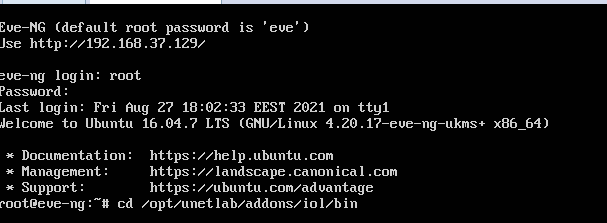 Eve-NG (default root password is 'eve')
Use http://192.168.37.129/
eve-ng login: root
Password:
Last login: Fri Aug 27 18:02:33 EEST 2021 on tty1
Welcome to Ubuntu 16.04.7 LTS (GNU/Linux 4.20.17-eve-ng-ukms+ x86_64)
* Documentation:  https://help.ubuntu.com
* Management:     https://landscape.canonical.com
* Support:        https://ubuntu.com/advantage
root@eve-ng:~# cd /opt/unetlab/addons/iol/bin